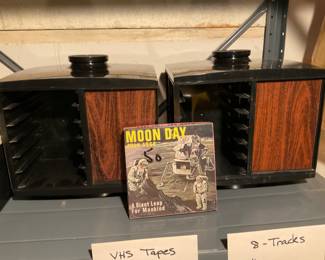 MOON DAY
50
A Giant Leap
For Mankind
VHS Tapes
8-Tracks